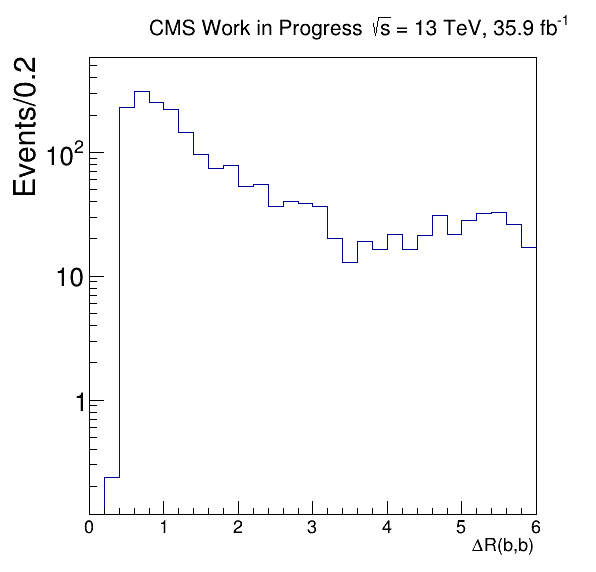 CMS Work in Progress √s = 13 TeV, 35.9 fb⁻¹
Events/0.2
10²
10
1
0 1 2 3 4 5 6
ΔR(b,b)